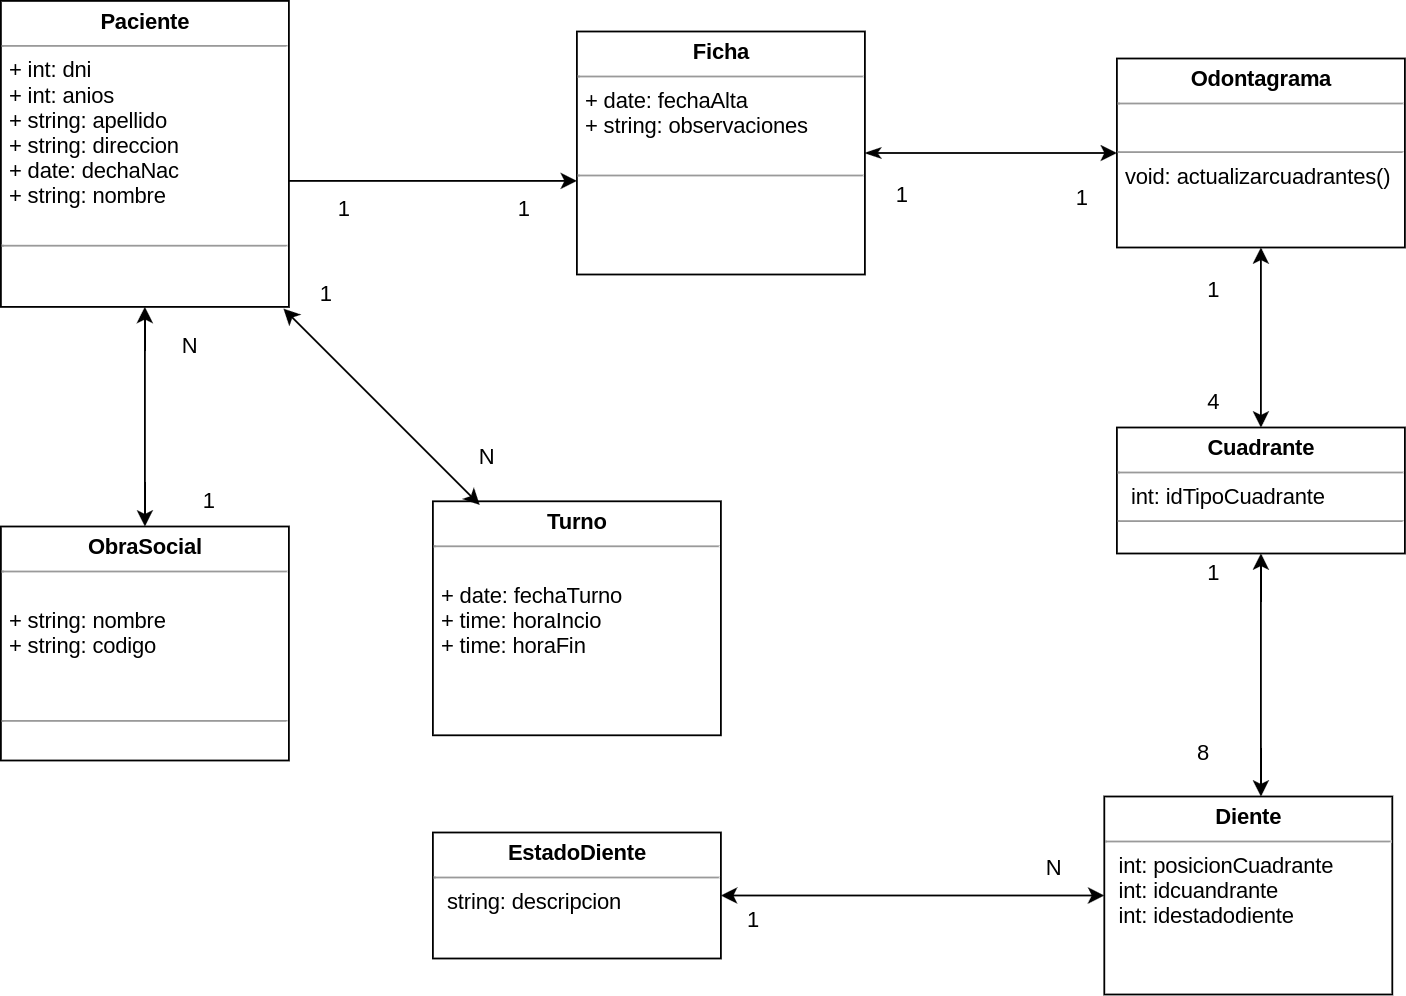 Paciente
+ int: dni
+ int: anios
+ string: apellido
+ string: direccion
+ date: dechaNac
+ string: nombre
Ficha
+ date: fechaAlta
+ string: observaciones
Odontagrama
void: actualizarcuadrantes()
1
1
1
1
1
N
1
N
1
4
ObraSocial
+ string: nombre
+ string: codigo
Turno
+ date: fechaTurno
+ time: horaIncio
+ time: horaFin
Cuadrante
int: idTipoCuadrante
1
8
EstadoDiente
string: descripcion
1
N
Diente
int: posicionCuadrante
int: idcuandrante
int: idestadodiente